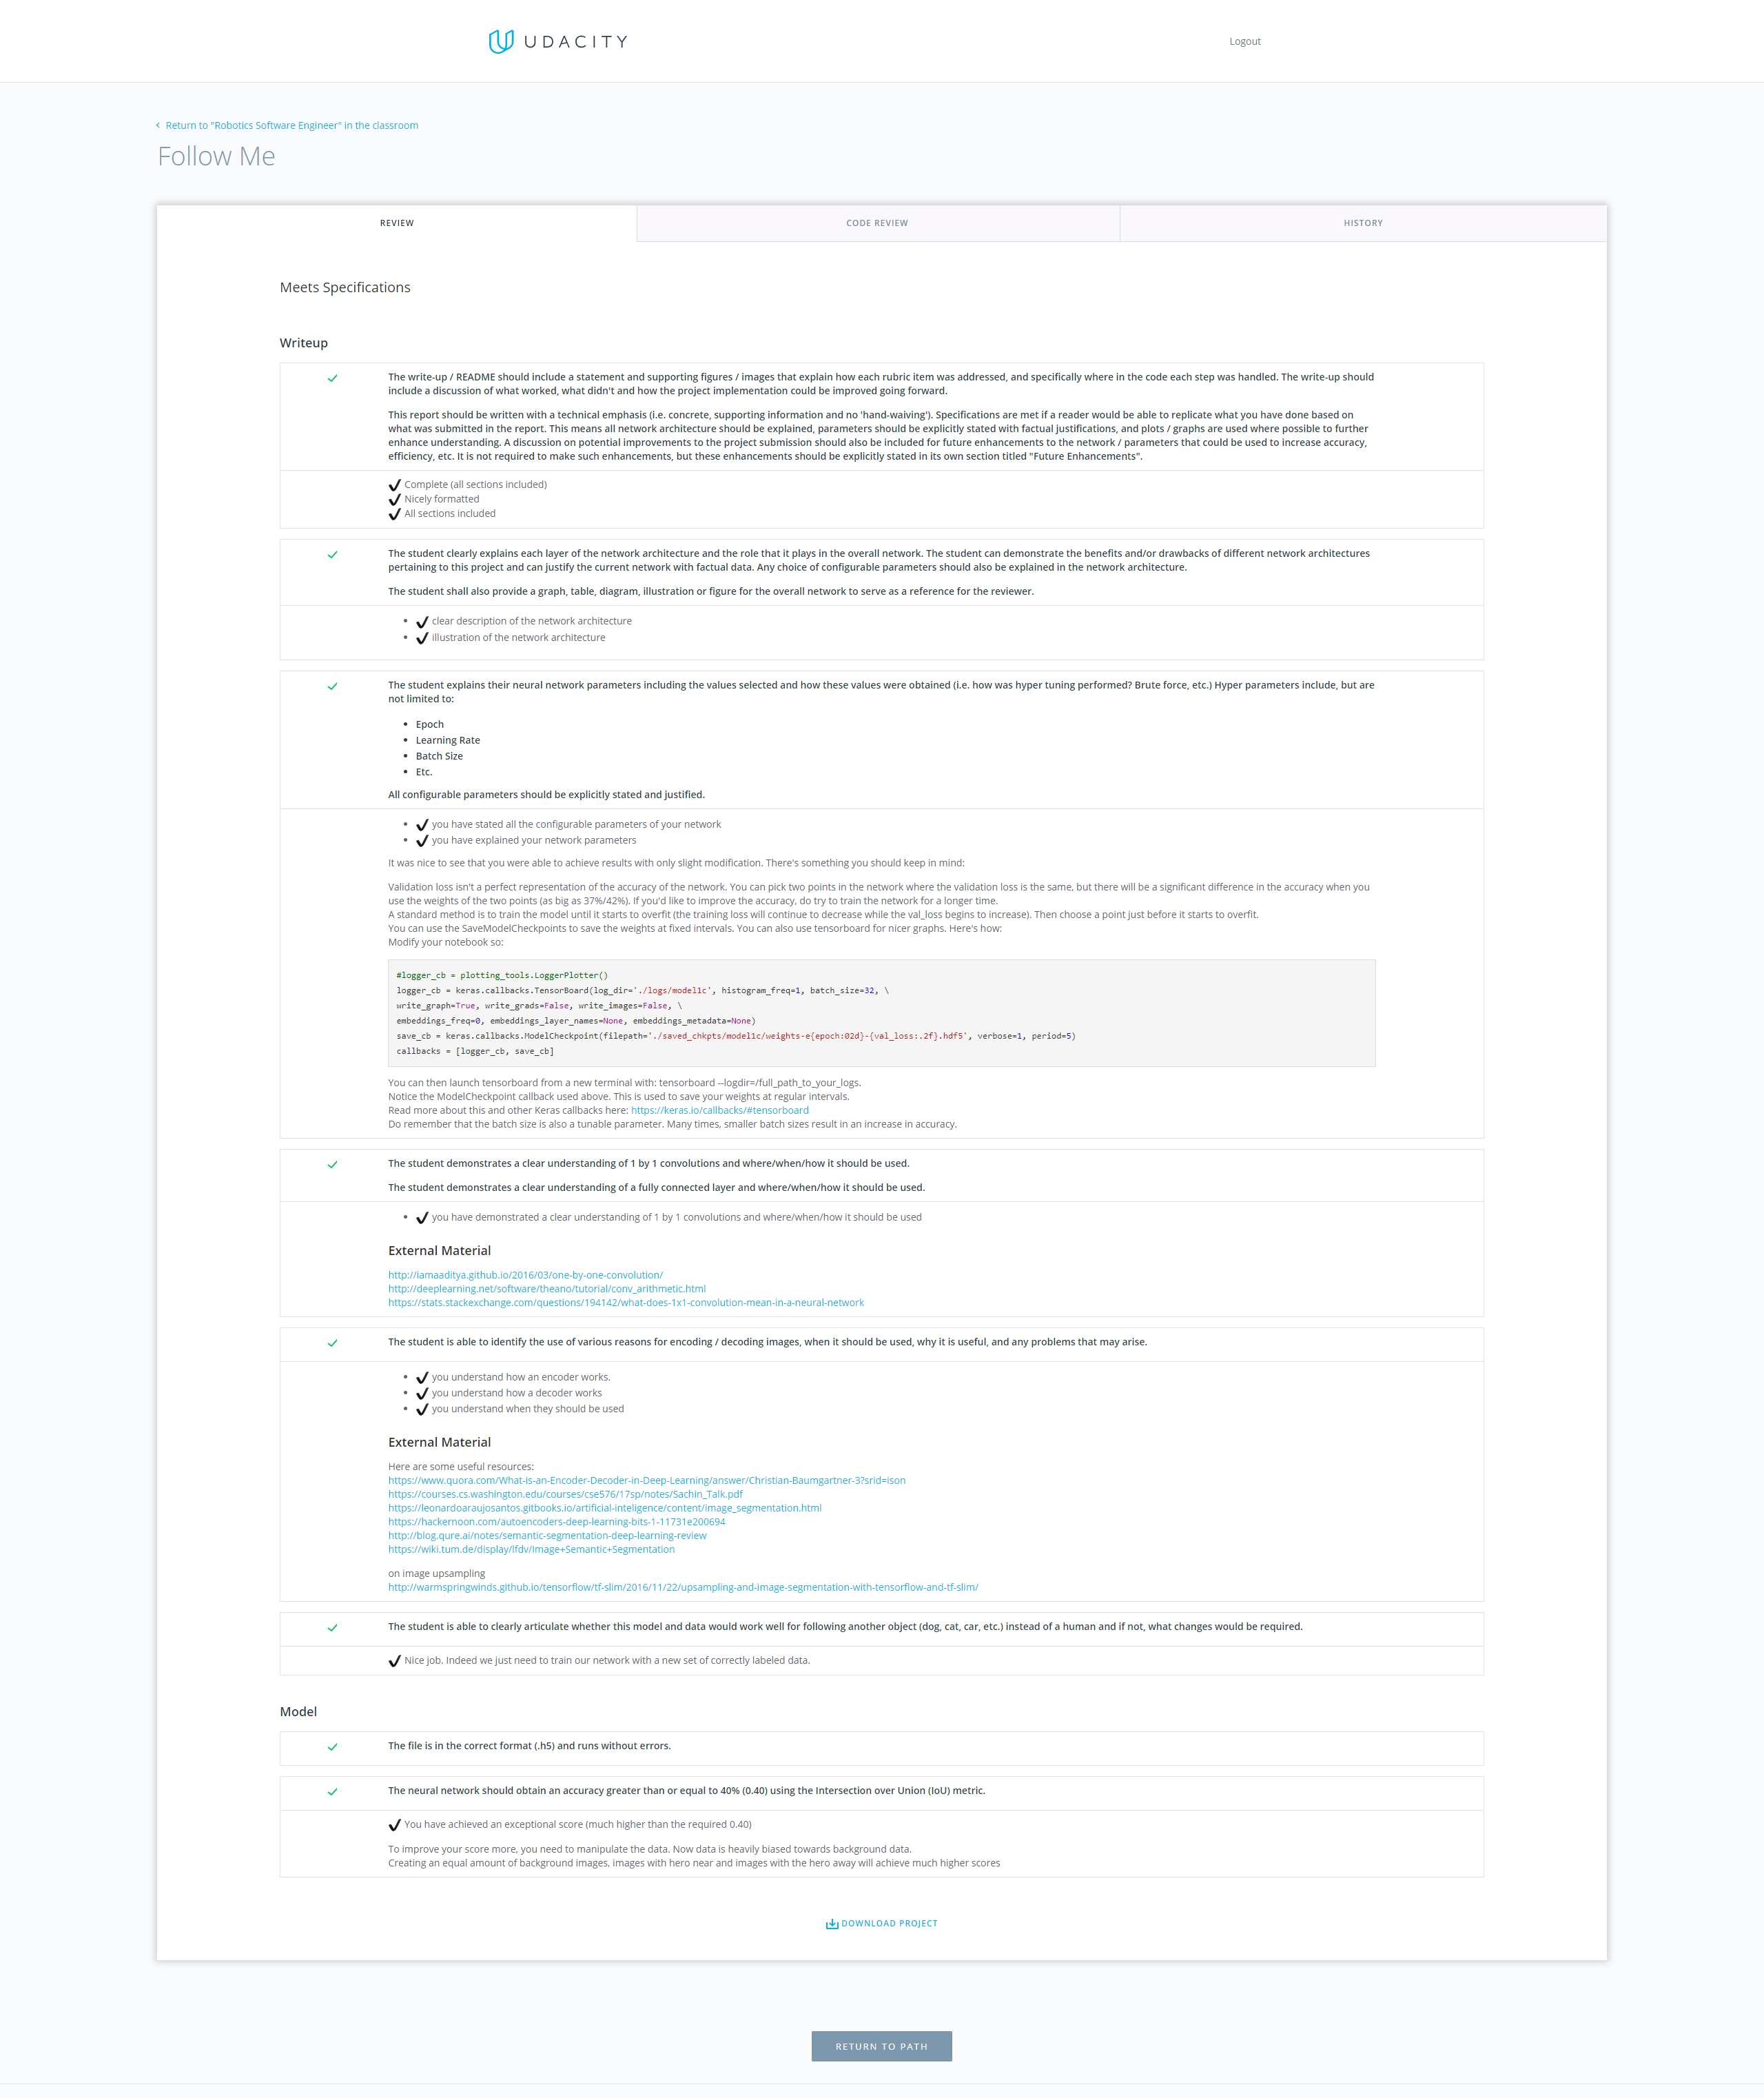 UDACITY
Logout
Return to "Robotics Software Engineer" in the classroom
Follow Me
REVIEW
CODE REVIEW
HISTORY
Meets Specifications
Writeup
The write-up / README should include a statement and supporting figures / images that explain how each rubric item was addressed, and specifically where in the code each step was handled. The write-up should
include a discussion of what worked, what didn't and how the project implementation could be improved going forward.
This report should be written with a technical emphasis (i.e. concrete, supporting information and no 'hand-waiving'). Specifications are met if a reader would be able to replicate what you have done based on
what was submitted in the report. This means all network architecture should be explained, parameters should be explicitly stated with factual justifications, and plots / graphs are used where possible to further
enhance understanding. A discussion on potential improvements to the project submission should also be included for future enhancements to the network / parameters that could be used to increase accuracy,
efficiency, etc. It is not required to make such enhancements, but these enhancements should be explicitly stated in its own section titled "Future Enhancements".
✔ Complete (all sections included)
✔ Nicely formatted
✔ All sections included
The student clearly explains each layer of the network architecture and the role that it plays in the overall network. The student can demonstrate the benefits and/or drawbacks of different network architectures
pertaining to this project and can justify the current network with factual data. Any choice of configurable parameters should also be explained in the network architecture.
The student shall also provide a graph, table, diagram, illustration or figure for the overall network to serve as a reference for the reviewer.
• ✔ clear description of the network architecture
• ✔ illustration of the network architecture
The student explains their neural network parameters including the values selected and how these values were obtained (i.e. how was hyper tuning performed? Brute force, etc.) Hyper parameters include, but are
not limited to:
• Epoch
• Learning Rate
• Batch Size
• Etc.
All configurable parameters should be explicitly stated and justified.
• ✔ you have stated all the configurable parameters of your network
• ✔ you have explained your network parameters
It was nice to see that you were able to achieve results with only slight modification. There's something you should keep in mind:
Validation loss isn't a perfect representation of the accuracy of the network. You can pick two points in the network where the validation loss is the same, but there will be a significant difference in the accuracy when you
use the weights of the two points (as big as 37%/42%). If you'd like to improve the accuracy, do try to train the network for a longer time.
A standard method is to train the model until it starts to overfit (the training loss will continue to decrease while the val_loss begins to increase). Then choose a point just before it starts to overfit.
You can use the SaveModelCheckpoints to save the weights at fixed intervals. You can also use tensorboard for nicer graphs. Here's how:
Modify your notebook so:
#logger_cb = plotting_tools.LoggerPlotter()
logger_cb = keras.callbacks.TensorBoard(log_dir='./logs/model1c', histogram_freq=1, batch_size=32, \
write_graph=True, write_grads=False, write_images=False, \
embeddings_freq=0, embeddings_layer_names=None, embeddings_metadata=None)
save_cb = keras.callbacks.ModelCheckpoint(filepath='./saved_chkpts/model1c/weights-e{epoch:02d}-{val_loss:.2f}.hdf5', verbose=1, period=5)
callbacks = [logger_cb, save_cb]
You can then launch tensorboard from a new terminal with: tensorboard --logdir=/full_path_to_your_logs.
Notice the ModelCheckpoint callback used above. This is used to save your weights at regular intervals.
Read more about this and other Keras callbacks here: https://keras.io/callbacks/#tensorboard
Do remember that the batch size is also a tunable parameter. Many times, smaller batch sizes result in an increase in accuracy.
The student demonstrates a clear understanding of 1 by 1 convolutions and where/when/how it should be used.
The student demonstrates a clear understanding of a fully connected layer and where/when/how it should be used.
• ✔ you have demonstrated a clear understanding of 1 by 1 convolutions and where/when/how it should be used
External Material
http://iamaaditya.github.io/2016/03/one-by-one-convolution/
http://deeplearning.net/software/theano/tutorial/conv_arithmetic.html
https://stats.stackexchange.com/questions/194142/what-does-1x1-convolution-mean-in-a-neural-network
The student is able to identify the use of various reasons for encoding / decoding images, when it should be used, why it is useful, and any problems that may arise.
• ✔ you understand how an encoder works.
• ✔ you understand how a decoder works
• ✔ you understand when they should be used
External Material
Here are some useful resources:
https://www.quora.com/What-is-an-Encoder-Decoder-in-Deep-Learning/answer/Christian-Baumgartner-3?srid=ison
https://courses.cs.washington.edu/courses/cse576/17sp/notes/Sachin_Talk.pdf
https://leonardoaraujosantos.gitbooks.io/artificial-inteligence/content/image_segmentation.html
https://hackernoon.com/autoencoders-deep-learning-bits-1-11731e200694
http://blog.qure.ai/notes/semantic-segmentation-deep-learning-review
https://wiki.tum.de/display/lfdv/Image+Semantic+Segmentation
on image upsampling
http://warmspringwinds.github.io/tensorflow/tf-slim/2016/11/22/upsampling-and-image-segmentation-with-tensorflow-and-tf-slim/
The student is able to clearly articulate whether this model and data would work well for following another object (dog, cat, car, etc.) instead of a human and if not, what changes would be required.
✔ Nice job. Indeed we just need to train our network with a new set of correctly labeled data.
Model
The file is in the correct format (.h5) and runs without errors.
The neural network should obtain an accuracy greater than or equal to 40% (0.40) using the Intersection over Union (IoU) metric.
✔ You have achieved an exceptional score (much higher than the required 0.40)
To improve your score more, you need to manipulate the data. Now data is heavily biased towards background data.
Creating an equal amount of background images, images with hero near and images with the hero away will achieve much higher scores
DOWNLOAD PROJECT
RETURN TO PATH